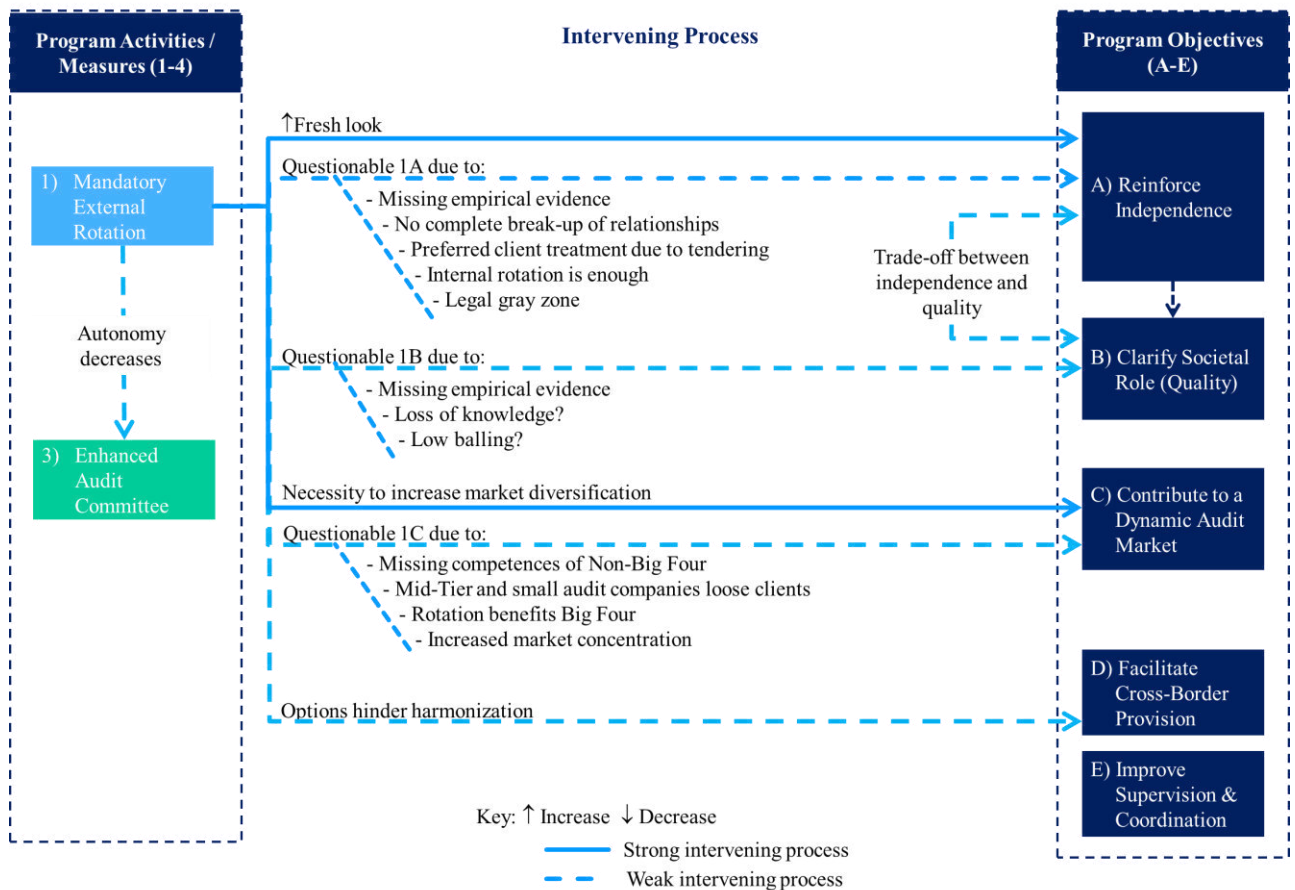 Program Activities /
Measures (1-4)
Intervening Process
Program Objectives
(A-E)
1) Mandatory
External
Rotation
Autonomy
decreases
3) Enhanced
Audit
Committee
↑Fresh look
Questionable 1A due to:
- Missing empirical evidence
- No complete break-up of relationships
- Preferred client treatment due to tendering
- Internal rotation is enough
- Legal gray zone
Trade-off between
independence and
quality
Questionable 1B due to:
- Missing empirical evidence
- Loss of knowledge?
- Low balling?
Necessity to increase market diversification
Questionable 1C due to:
- Missing competences of Non-Big Four
- Mid-Tier and small audit companies loose clients
- Rotation benefits Big Four
- Increased market concentration
Options hinder harmonization
A) Reinforce
Independence
B) Clarify Societal
Role (Quality)
C) Contribute to a
Dynamic Audit
Market
D) Facilitate
Cross-Border
Provision
E) Improve
Supervision &
Coordination
Key: ↑ Increase ↓ Decrease
Strong intervening process
Weak intervening process